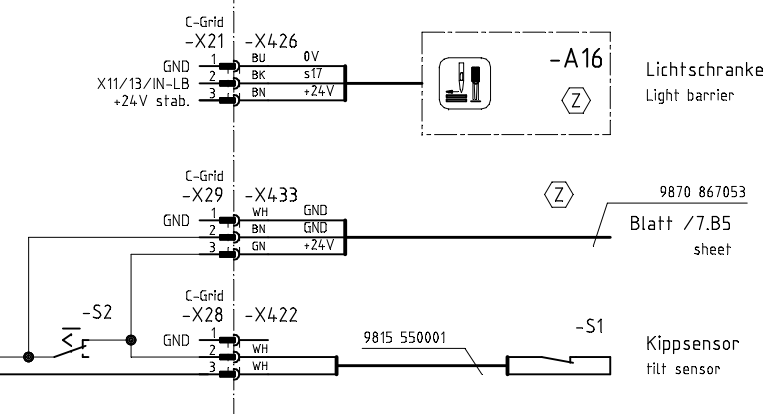 C-Grid
-X21 -X426
GND 1 BU 0V
X11/13/IN-LB 2 BK s17
+24V stab. 3 BN +24V
-A16
Z
Lichtschranke
Light barrier
C-Grid
-X29 -X433
GND 1 WH GND
2 BN GND
3 GN +24V
Z
9870 867053
Blatt /7.B5
sheet
C-Grid
-X28 -X422
-S2
GND 1
2 WH
3 WH
9815 550001
-S1
Kippsensor
tilt sensor